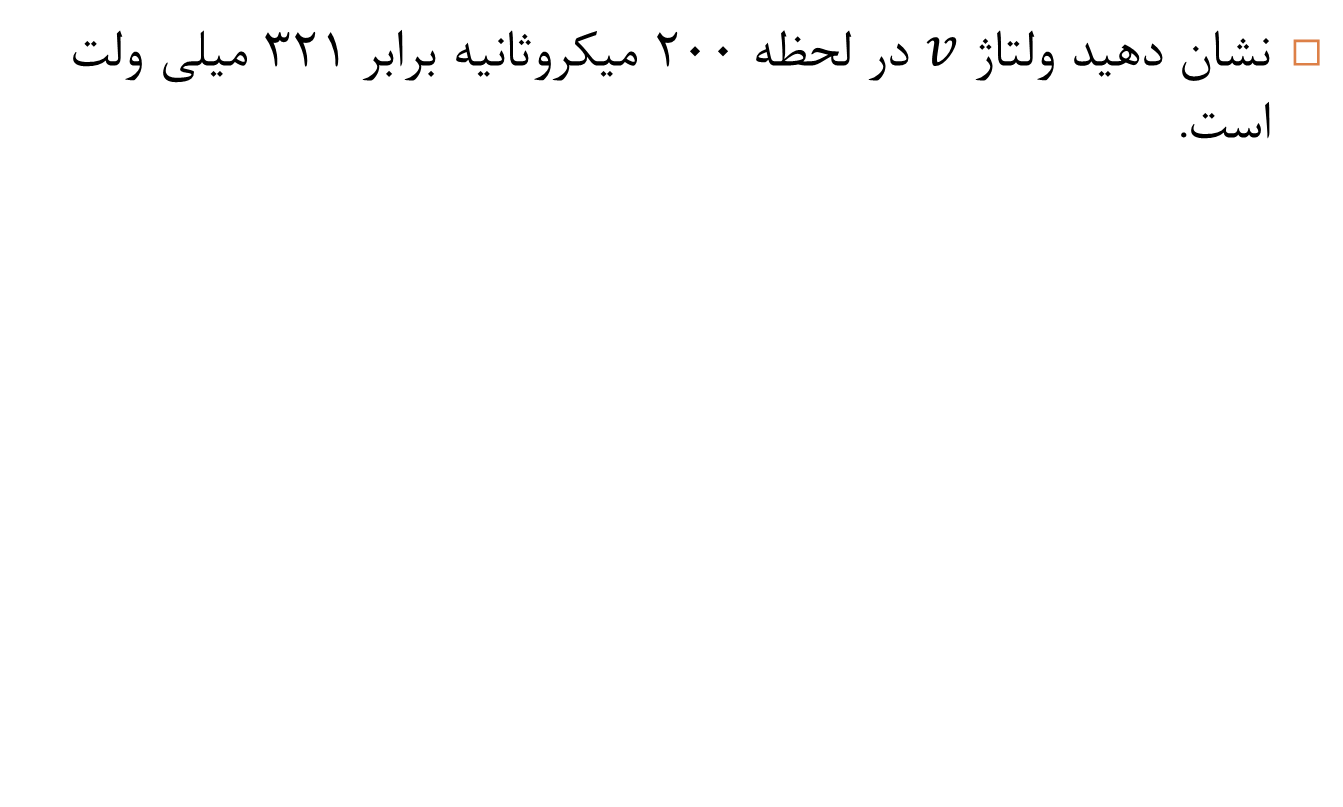 نشان دهید ولتاژ v در لحظه ۲۰۰ میکروثانیه برابر ۳۲۱ میلی ولت
است.